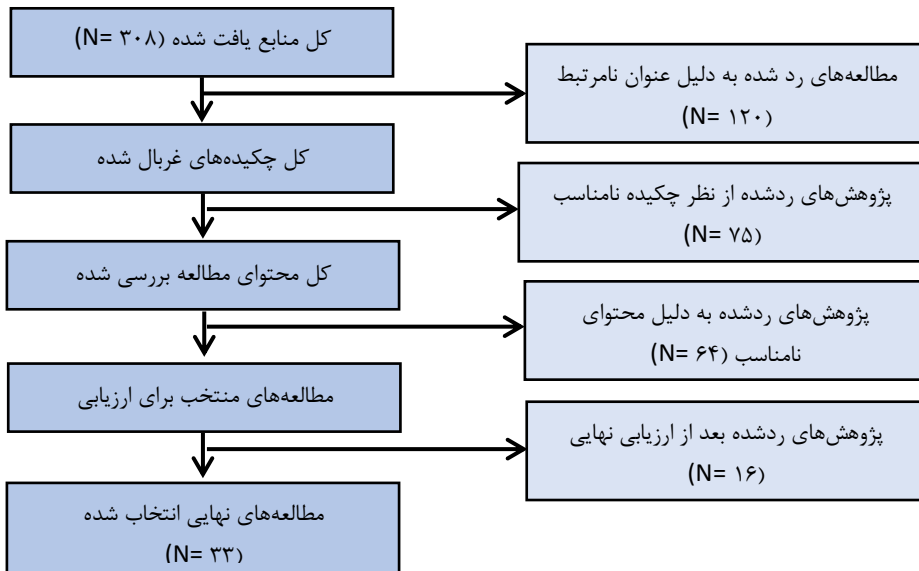 کل منابع یافت شده (N= ۳۰۸)
مطالعه‌های رد شده به دلیل عنوان نامرتبط
(N= ۱۲۰)
کل چکیده‌های غربال شده
پژوهش‌های ردشده از نظر چکیده نامناسب
(N= ۷۵)
کل محتوای مطالعه بررسی شده
پژوهش‌های ردشده به دلیل محتوای
نامناسب (N= ۶۴)
مطالعه‌های منتخب برای ارزیابی
پژوهش‌های ردشده بعد از ارزیابی نهایی
(N= ۱۶)
مطالعه‌های نهایی انتخاب شده
(N= ۳۳)